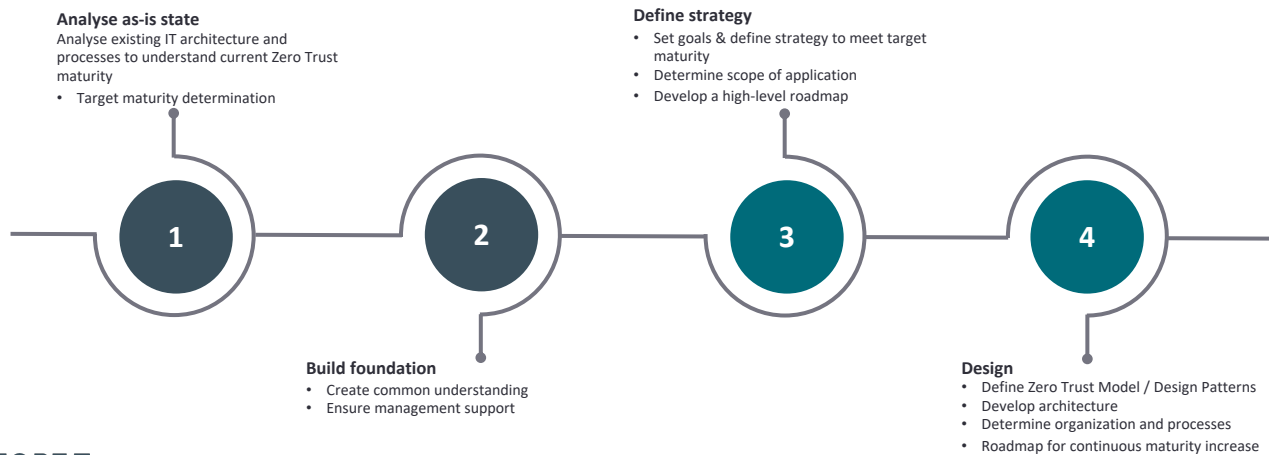 Analyse as-is state
Analyse existing IT architecture and
processes to understand current Zero Trust
maturity
• Target maturity determination
Define strategy
• Set goals & define strategy to meet target
maturity
• Determine scope of application
• Develop a high-level roadmap
1
2
3
4
Build foundation
• Create common understanding
• Ensure management support
Design
• Define Zero Trust Model / Design Patterns
• Develop architecture
• Determine organization and processes
• Roadmap for continuous maturity increase